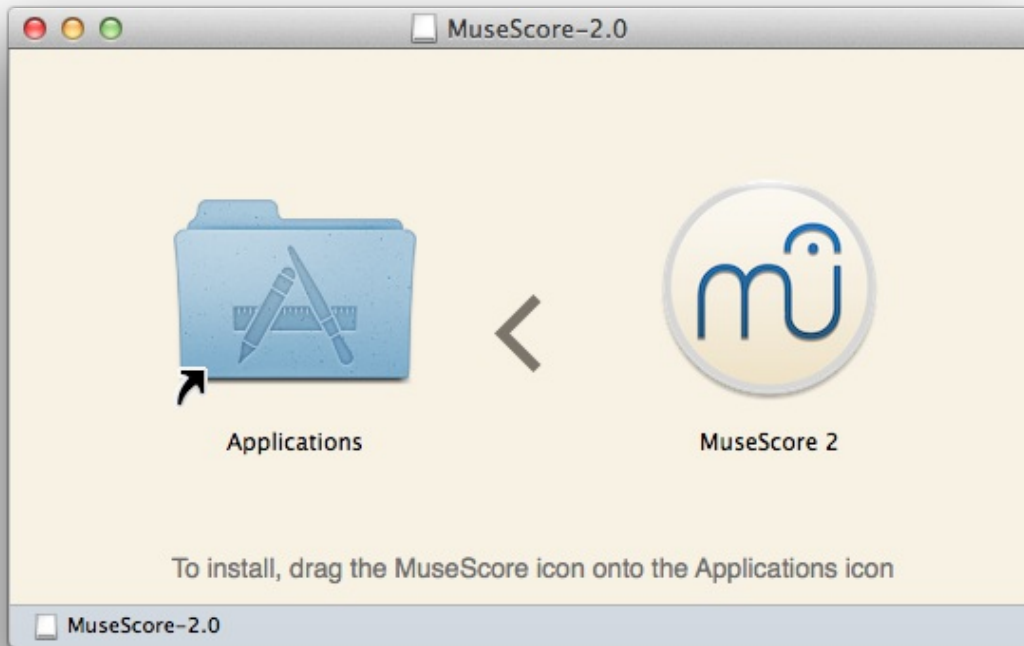 MuseScore-2.0
mu
Applications
MuseScore 2
To install, drag the MuseScore icon onto the Applications icon
MuseScore-2.0